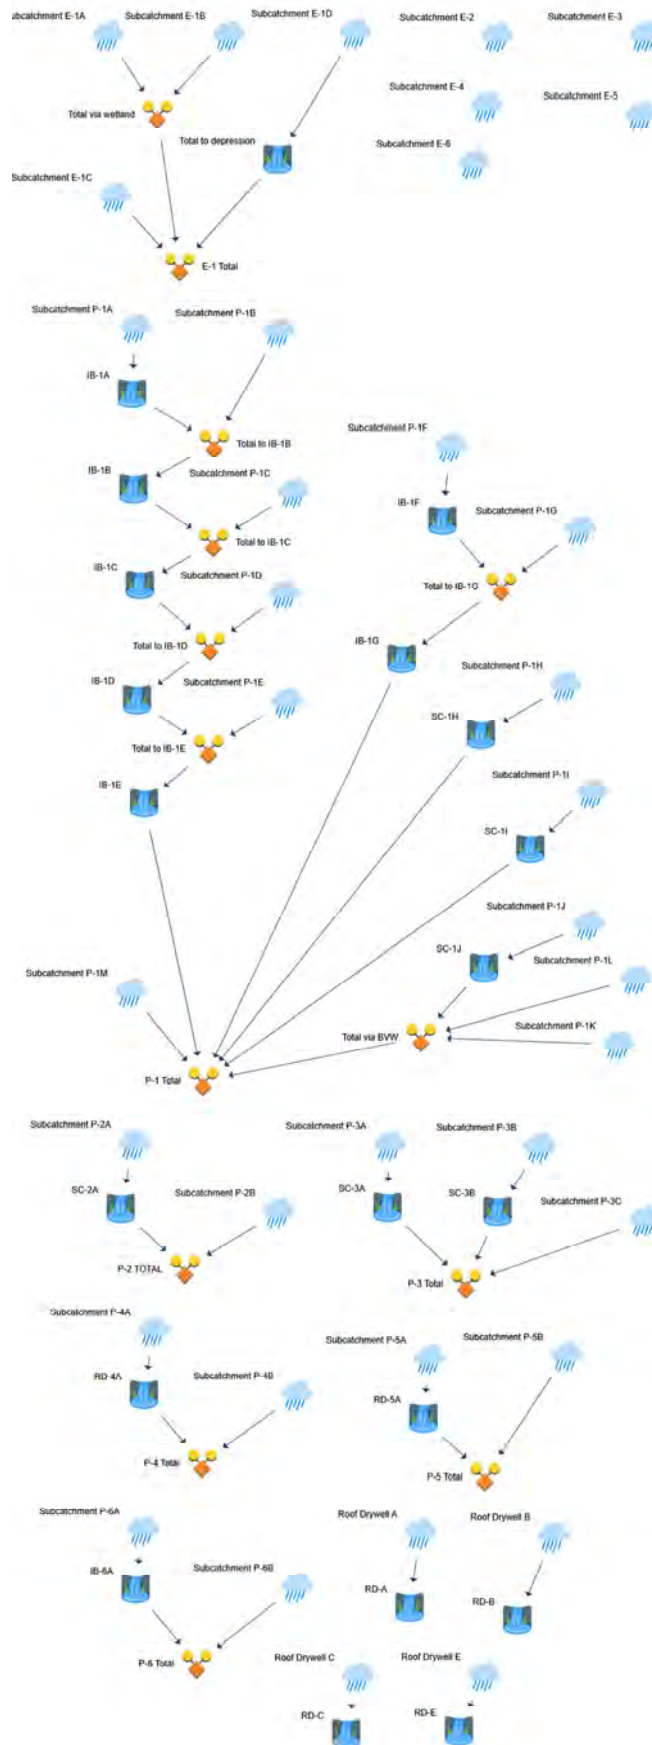 Subcatchment E-1A
Subcatchment E-1B
Subcatchment E-1D
Subcatchment E-2
Subcatchment E-3
Subcatchment E-4
Subcatchment E-5
Total via wetland
Total to depression
Subcatchment E-6
Subcatchment E-1C
E-1 Total
Subcatchment P-1A
Subcatchment P-1B
IB-1A
Subcatchment P-1F
Total to IB-1B
IB-1B
Subcatchment P-1C
IB-1F
Subcatchment P-1G
Total to IB-1C
IB-1C
Subcatchment P-1D
Total to IB-1G
Total to IB-1D
IB-1G
Subcatchment P-1H
IB-1D
Subcatchment P-1E
SC-1H
Total to IB-1E
Subcatchment P-1I
IB-1E
SC-1I
Subcatchment P-1J
SC-1J
Subcatchment P-1L
Subcatchment P-1M
Subcatchment P-1K
Total via BVW
P-1 Total
Subcatchment P-2A
Subcatchment P-3A
Subcatchment P-3B
SC-2A
Subcatchment P-2B
SC-3A
SC-3B
Subcatchment P-3C
P-2 TOTAL
P-3 Total
Subcatchment P-4A
Subcatchment P-5A
Subcatchment P-5B
RD-4A
Subcatchment P-4B
RD-5A
P-4 Total
P-5 Total
Subcatchment P-6A
Roof Drywell A
Roof Drywell B
IB-6A
Subcatchment P-6B
RD-A
RD-B
P-6 Total
Roof Drywell C
Roof Drywell E
RD-C
RD-E